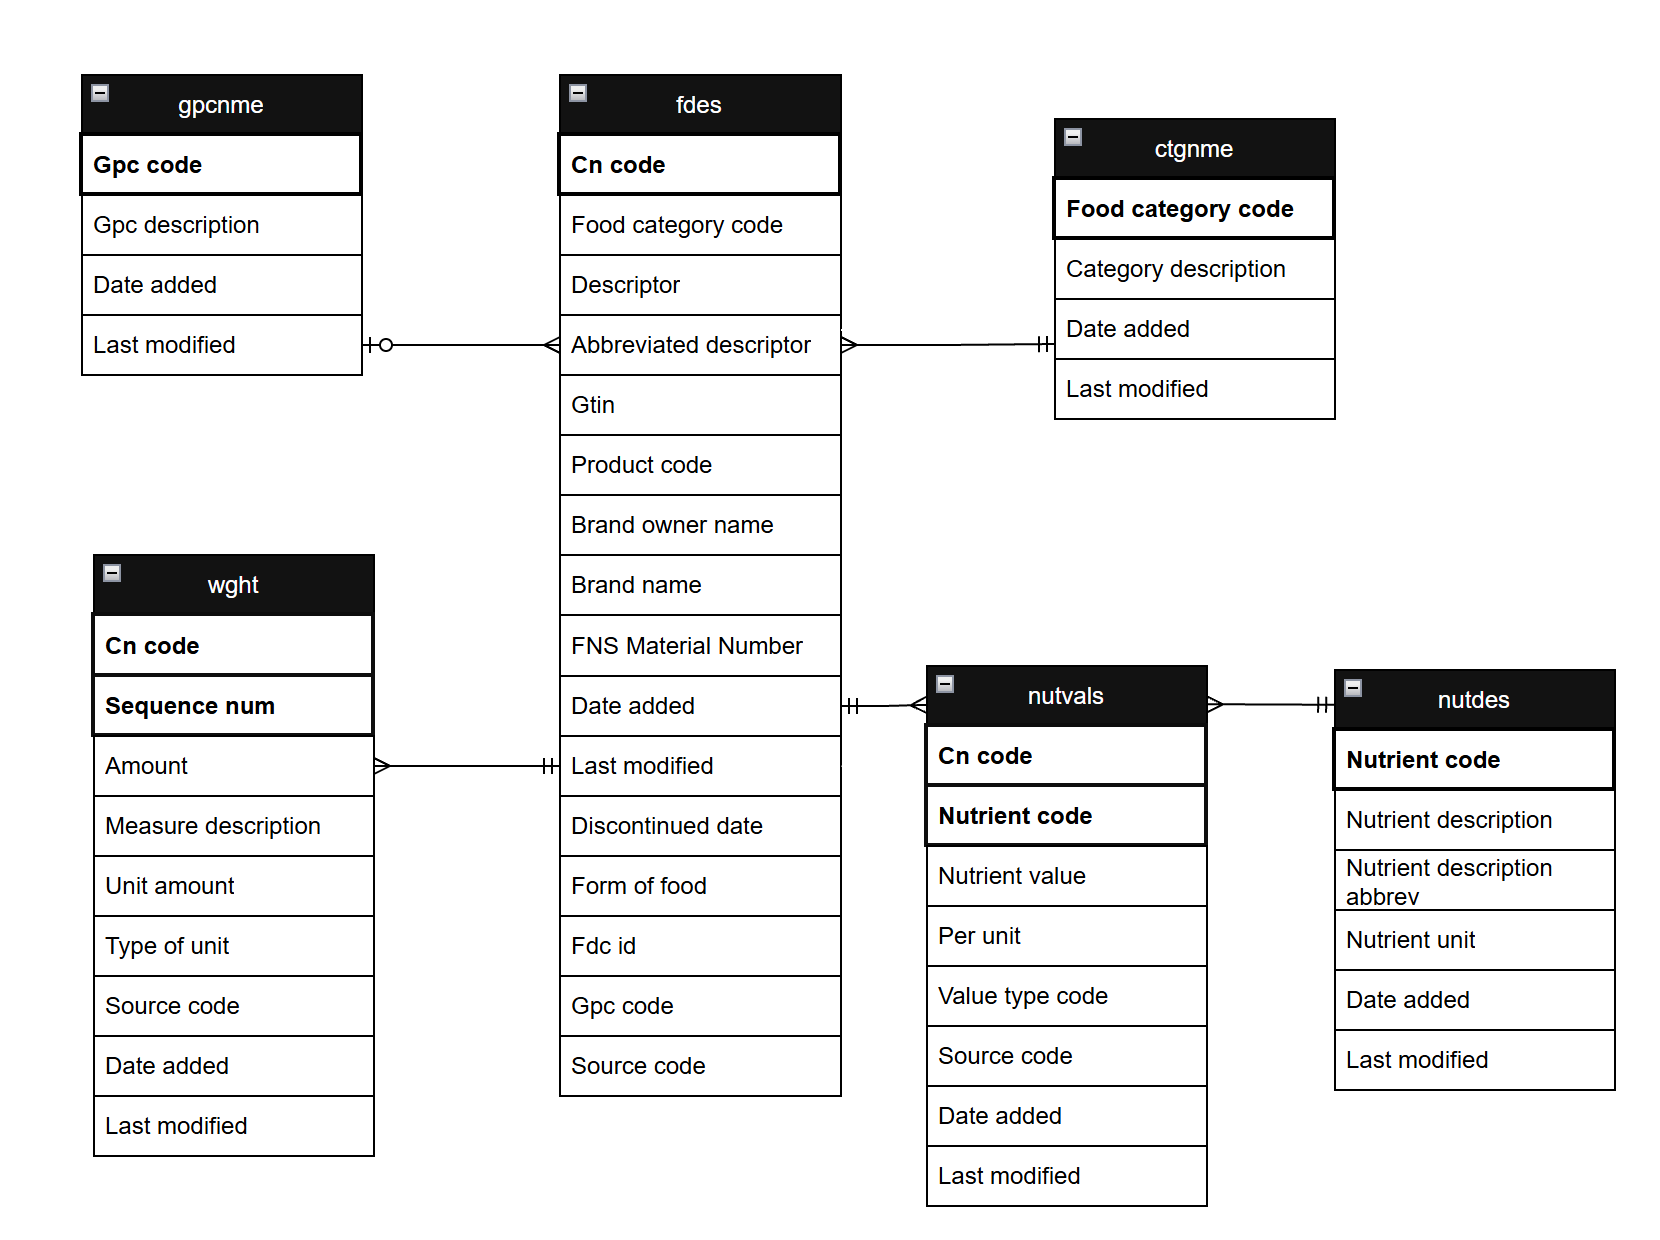 gpcnme
Gpc code
Gpc description
Date added
Last modified
fdes
Cn code
Food category code
Descriptor
Abbreviated descriptor
Gtin
Product code
Brand owner name
Brand name
FNS Material Number
Date added
Last modified
Discontinued date
Form of food
Fdc id
Gpc code
Source code
ctgnme
Food category code
Category description
Date added
Last modified
wght
Cn code
Sequence num
Amount
Measure description
Unit amount
Type of unit
Source code
Date added
Last modified
nutvals
Cn code
Nutrient code
Nutrient value
Per unit
Value type code
Source code
Date added
Last modified
nutdes
Nutrient code
Nutrient description
Nutrient description
abbrev
Nutrient unit
Date added
Last modified